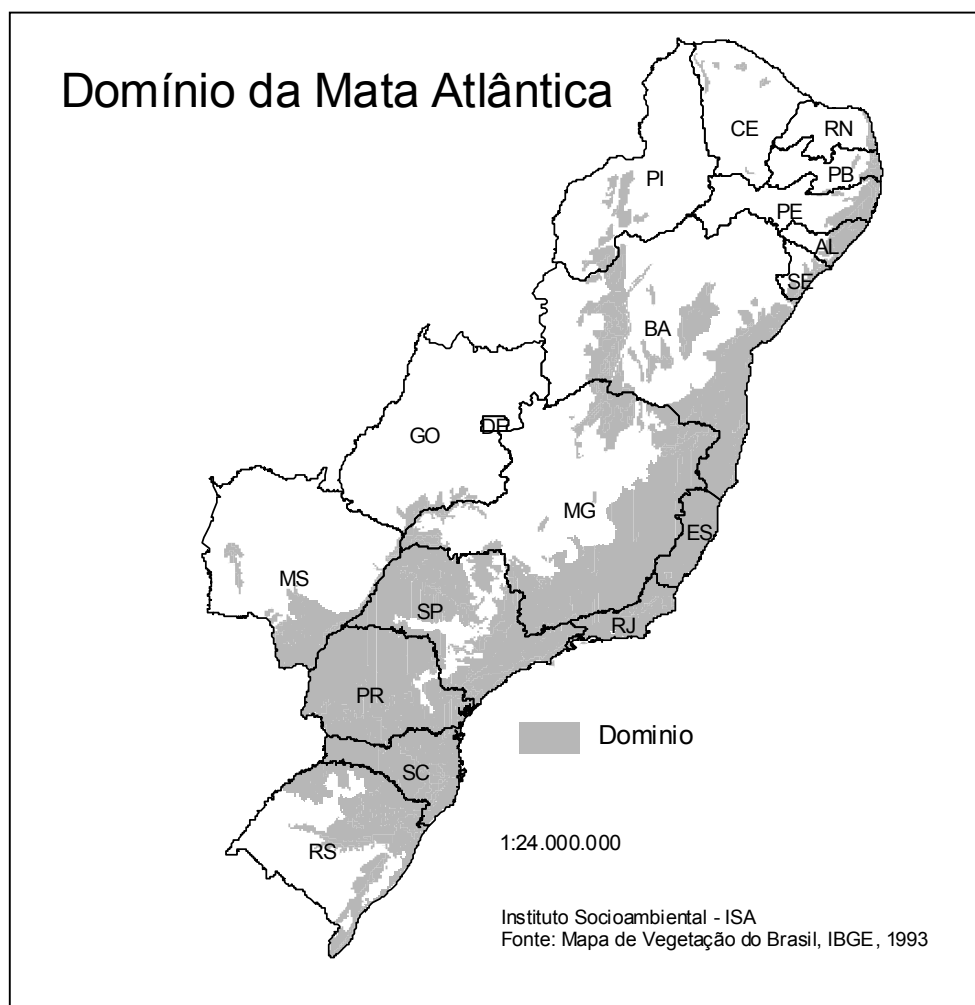 Domínio da Mata Atlântica
CE
RN
PB
PI
PE
AL
SE
BA
DF
GO
MG
ES
MS
SP
RJ
PR
Dominio
SC
RS
1:24.000.000
Instituto Socioambiental - ISA
Fonte: Mapa de Vegetação do Brasil, IBGE, 1993